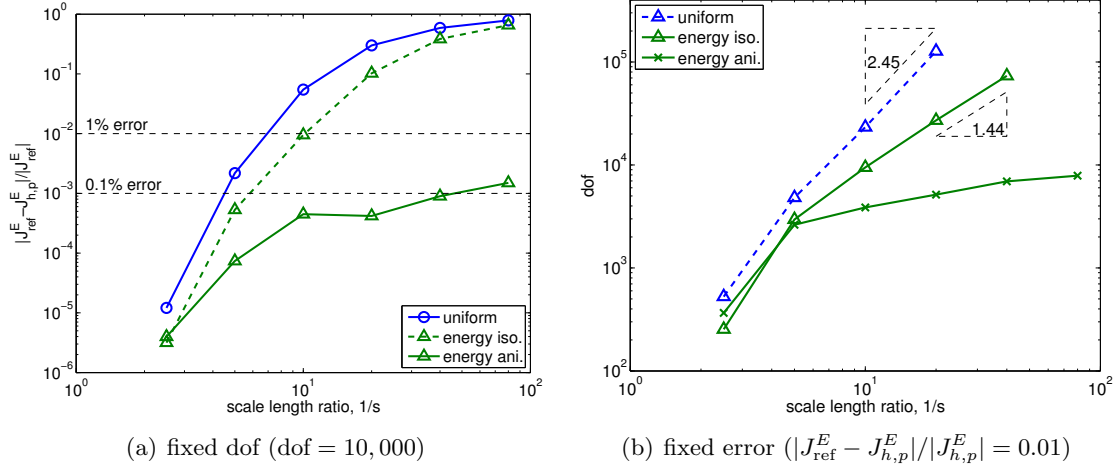 10^0
10^-1
10^-2
10^-3
10^-4
10^-5
10^-6
|J^E_ref−J^E_h,p|/|J^E_ref|
1% error
0.1% error
uniform
energy iso.
energy ani.
10^0
10^1
10^2
scale length ratio, 1/s
(a) fixed dof (dof = 10,000)
uniform
energy iso.
energy ani.
2.45
1.44
10^5
10^4
10^3
10^2
dof
10^0
10^1
10^2
scale length ratio, 1/s
(b) fixed error (|J^E_ref − J^E_h,p|/|J^E_h,p| = 0.01)